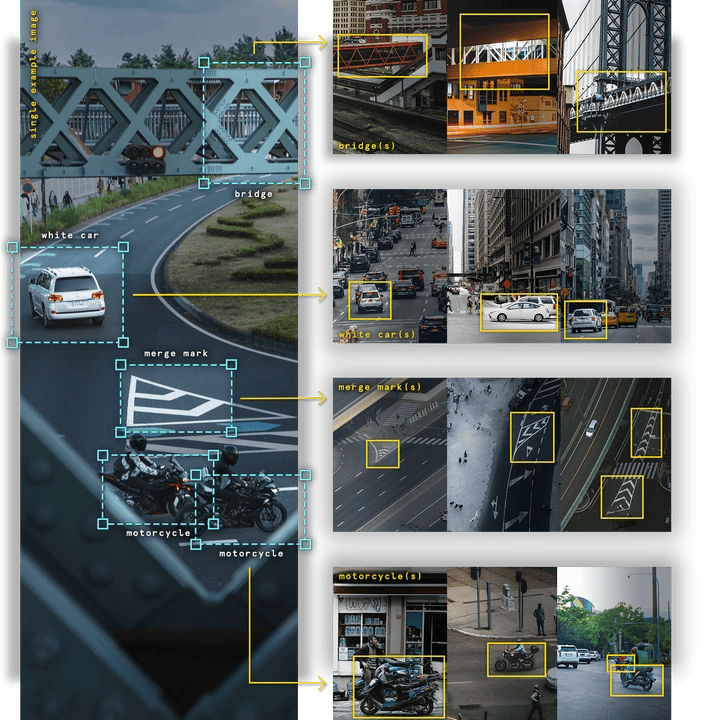 single example image
bridge
white car
merge mark
motorcycle
motorcycle
bridge(s)
white car(s)
merge mark(s)
motorcycle(s)